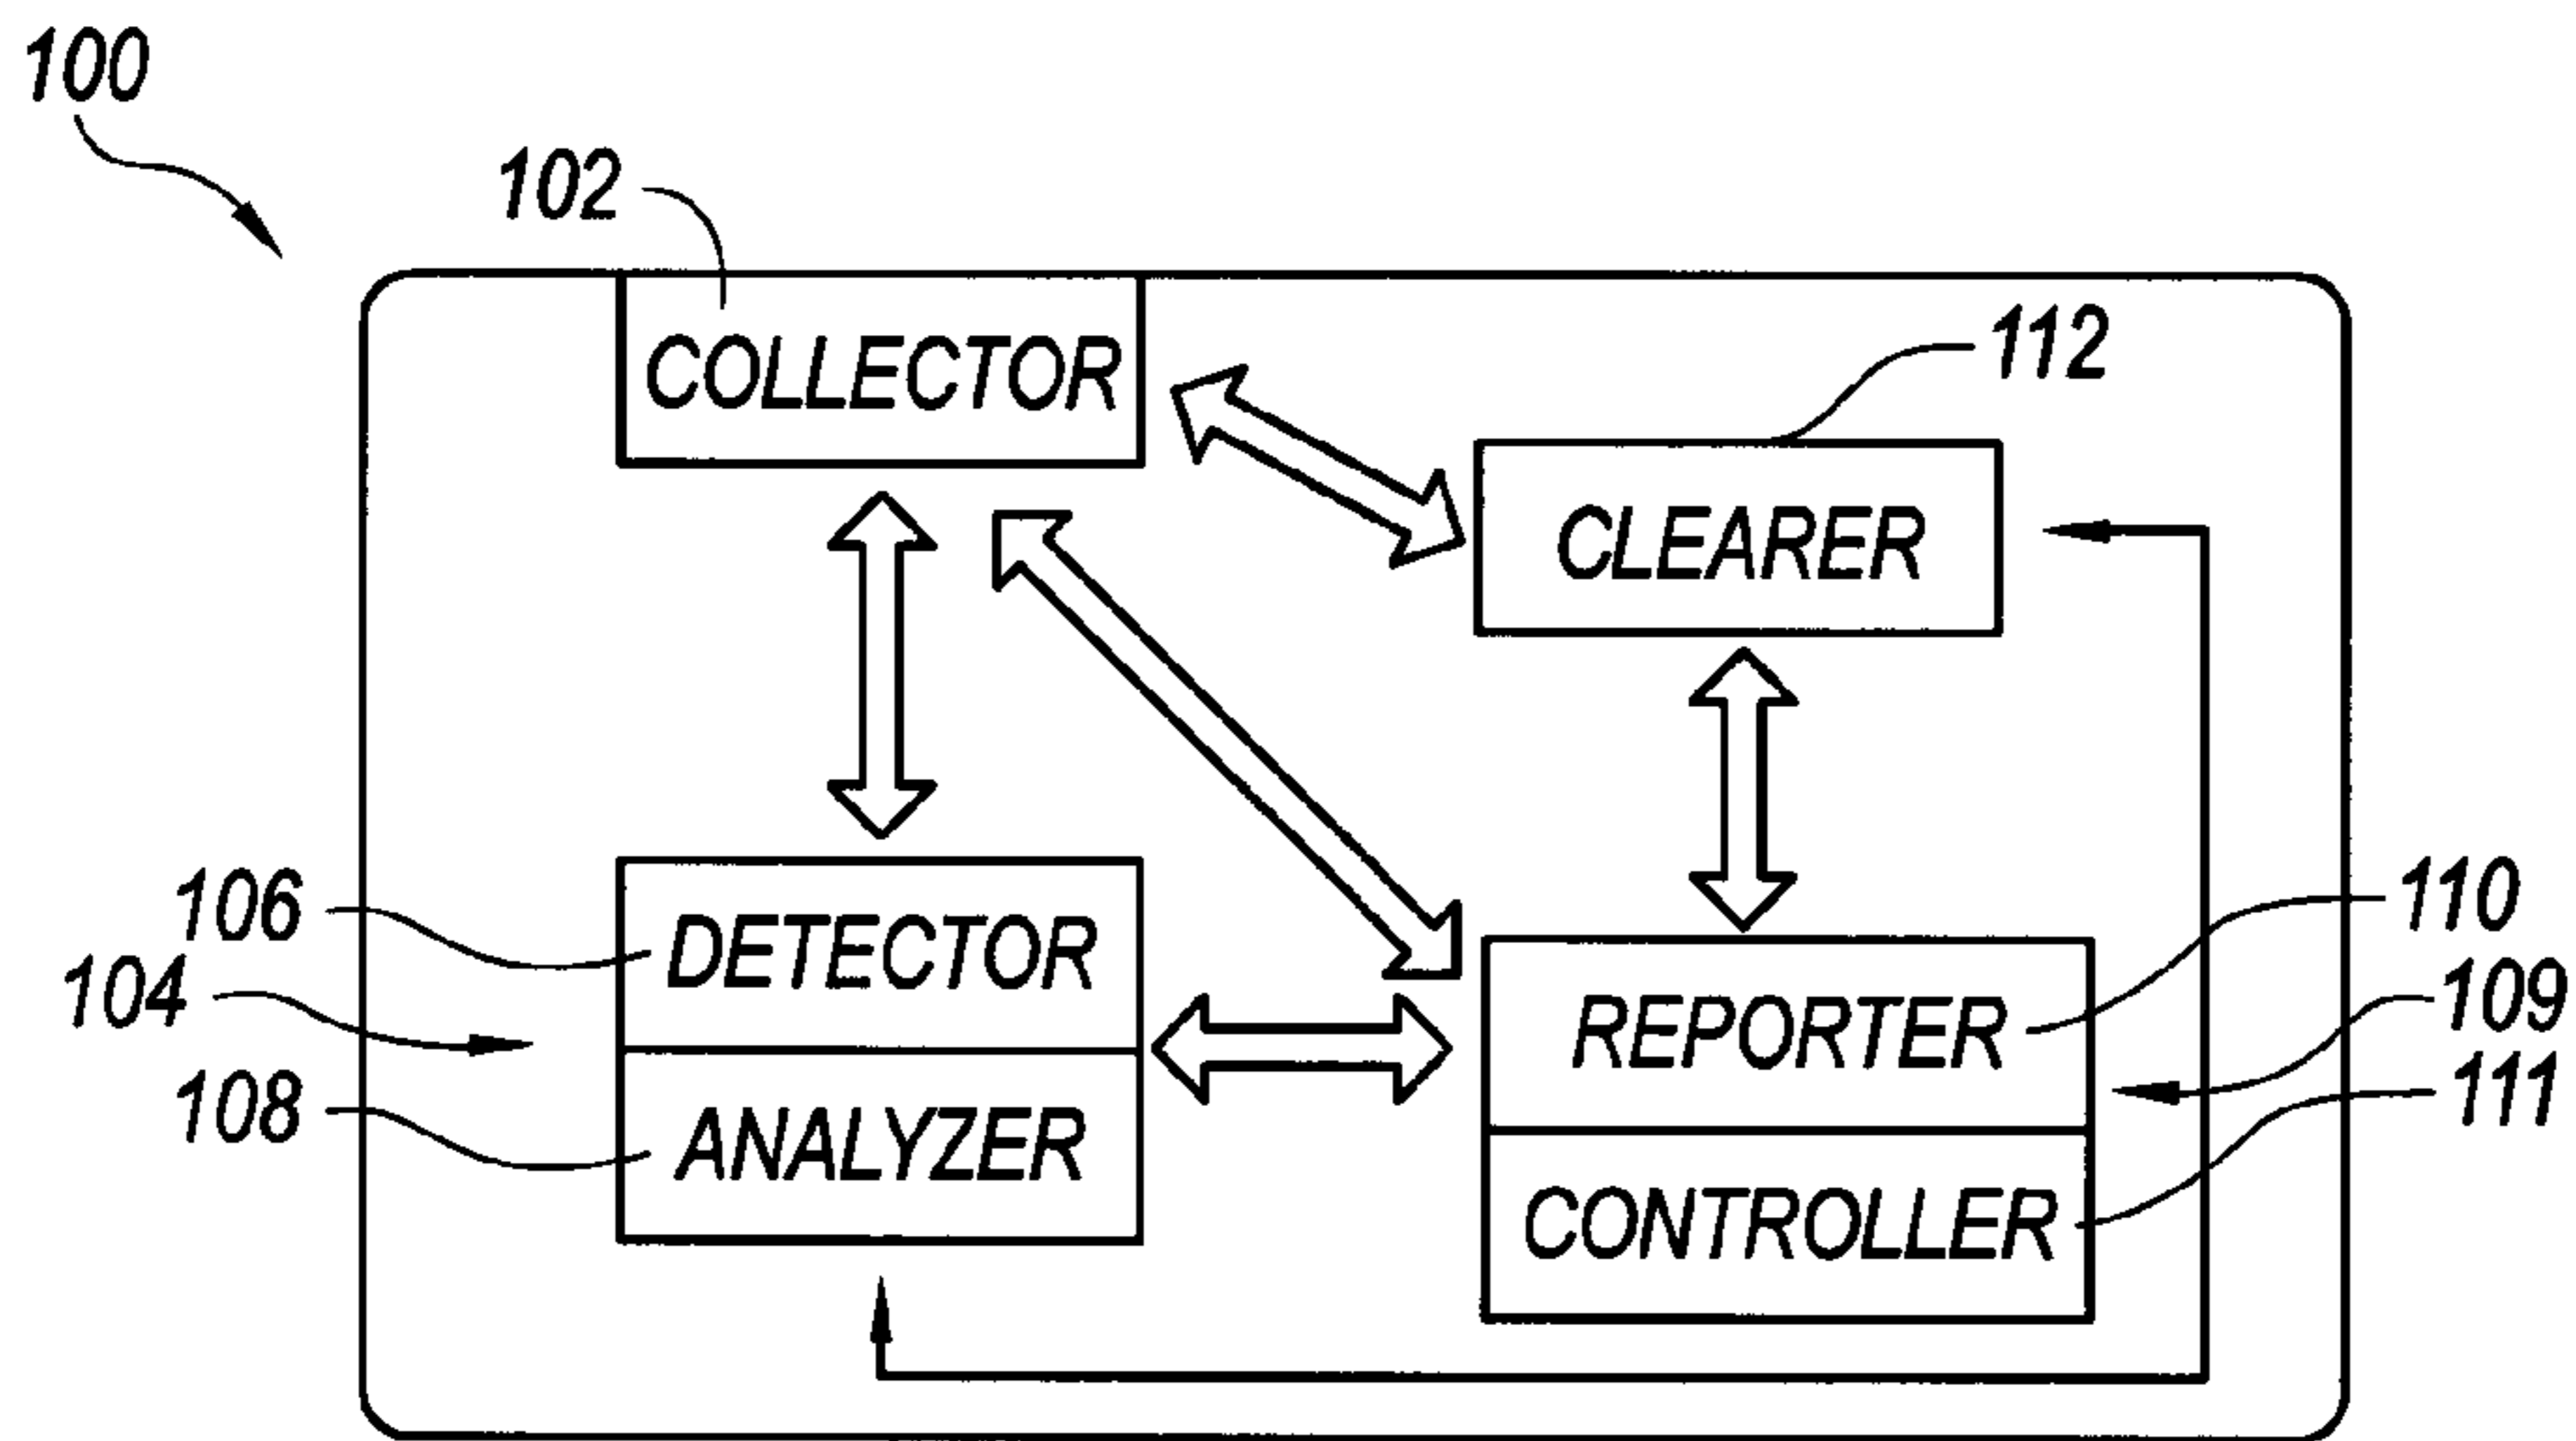 100
102
COLLECTOR
112
CLEARER
106
DETECTOR
104
108
ANALYZER
110
REPORTER
109
111
CONTROLLER